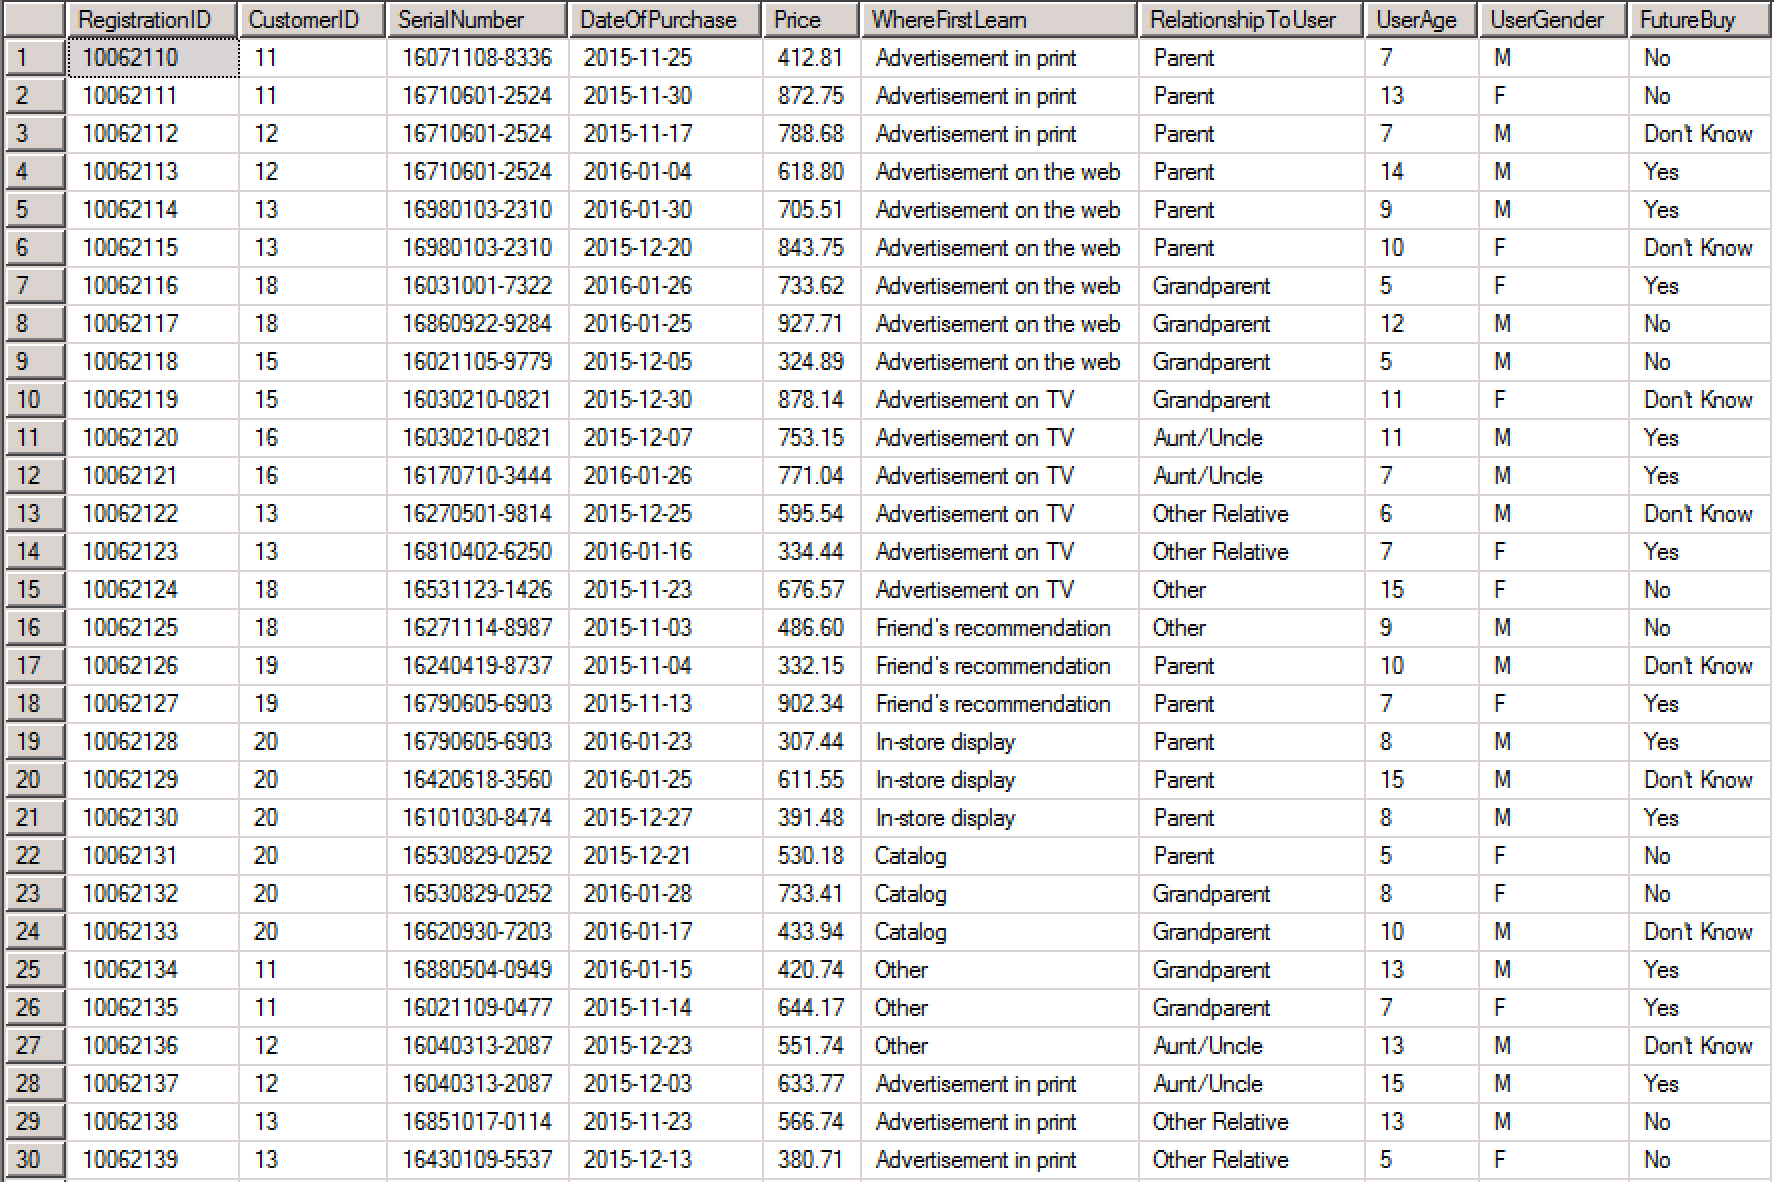 RegistrationID CustomerID SerialNumber DateOfPurchase Price WhereFirstLearn RelationshipToUser UserAge UserGender FutureBuy
1 10062110 11 16071108-8336 2015-11-25 412.81 Advertisement in print Parent 7 M No
2 10062111 11 16710601-2524 2015-11-30 872.75 Advertisement in print Parent 13 F No
3 10062112 12 16710601-2524 2015-11-17 788.68 Advertisement in print Parent 7 M Don't Know
4 10062113 12 16710601-2524 2016-01-04 618.80 Advertisement on the web Parent 14 M Yes
5 10062114 13 16980103-2310 2016-01-30 705.51 Advertisement on the web Parent 9 M Yes
6 10062115 13 16980103-2310 2015-12-20 843.75 Advertisement on the web Parent 10 F Don't Know
7 10062116 18 16031001-7322 2016-01-26 733.62 Advertisement on the web Grandparent 5 F Yes
8 10062117 18 16860922-9284 2016-01-25 927.71 Advertisement on the web Grandparent 12 M No
9 10062118 15 16021105-9779 2015-12-05 324.89 Advertisement on the web Grandparent 5 M No
10 10062119 15 16030210-0821 2015-12-30 878.14 Advertisement on TV Grandparent 11 F Don't Know
11 10062120 16 16030210-0821 2015-12-07 753.15 Advertisement on TV Aunt/Uncle 11 M Yes
12 10062121 16 16170710-3444 2016-01-26 771.04 Advertisement on TV Aunt/Uncle 7 M Yes
13 10062122 13 16270501-9814 2015-12-25 595.54 Advertisement on TV Other Relative 6 M Don't Know
14 10062123 13 16810402-6250 2016-01-16 334.44 Advertisement on TV Other Relative 7 F Yes
15 10062124 18 16531123-1426 2015-11-23 676.57 Advertisement on TV Other 15 F No
16 10062125 18 16271114-8987 2015-11-03 486.60 Friend's recommendation Other 9 M No
17 10062126 19 16240419-8737 2015-11-04 332.15 Friend's recommendation Parent 10 M Don't Know
18 10062127 19 16790605-6903 2015-11-13 902.34 Friend's recommendation Parent 7 F Yes
19 10062128 20 16790605-6903 2016-01-23 307.44 In-store display Parent 8 M Yes
20 10062129 20 16420618-3560 2016-01-25 611.55 In-store display Parent 15 M Don't Know
21 10062130 20 16101030-8474 2015-12-27 391.48 In-store display Parent 8 M Yes
22 10062131 20 16530829-0252 2015-12-21 530.18 Catalog Parent 5 F No
23 10062132 20 16530829-0252 2016-01-28 733.41 Catalog Grandparent 8 F No
24 10062133 20 16620930-7203 2016-01-17 433.94 Catalog Grandparent 10 M Don't Know
25 10062134 11 16880504-0949 2016-01-15 420.74 Other Grandparent 13 M Yes
26 10062135 11 16021109-0477 2015-11-14 644.17 Other Grandparent 7 F Yes
27 10062136 12 16040313-2087 2015-12-23 551.74 Other Aunt/Uncle 13 M Don't Know
28 10062137 12 16040313-2087 2015-12-03 633.77 Advertisement in print Aunt/Uncle 15 M Yes
29 10062138 13 16851017-0114 2015-11-23 566.74 Advertisement in print Other Relative 13 M No
30 10062139 13 16430109-5537 2015-12-13 380.71 Advertisement in print Other Relative 5 F No